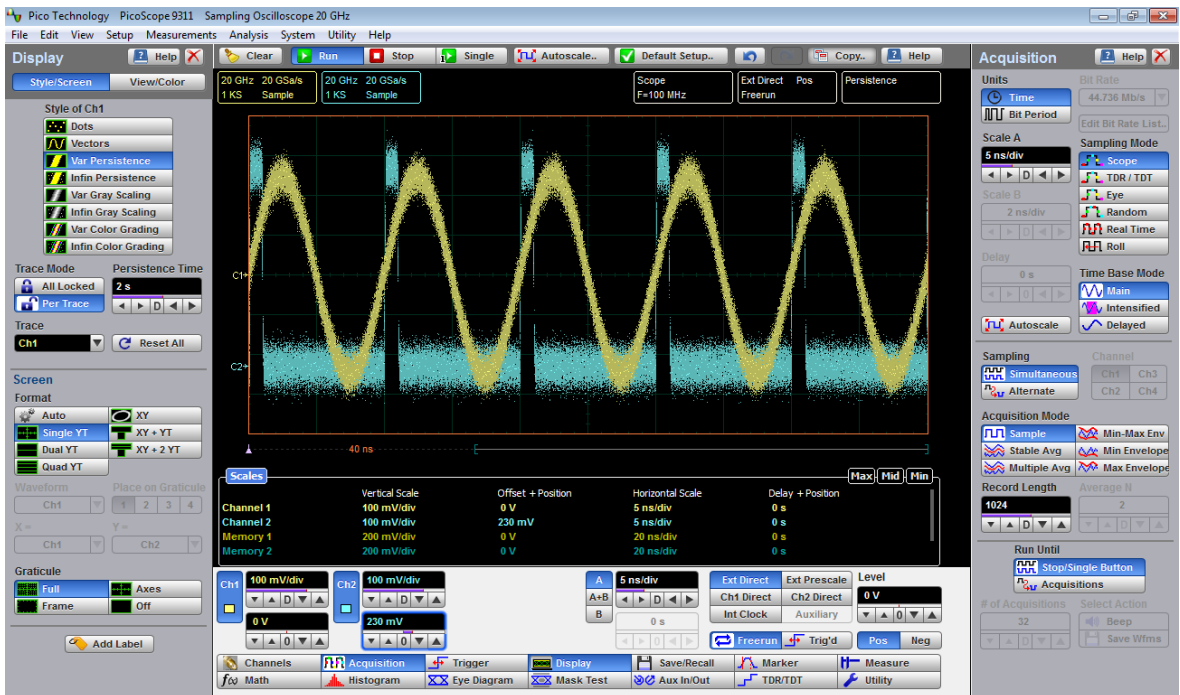 Pico Technology PicoScope 9311 Sampling Oscilloscope 20 GHz
File Edit View Setup Measurements Analysis System Utility Help
Display Help
Style/Screen View/Color
Style of Ch1
Dots
Vectors
Var Persistence
Infin Persistence
Var Gray Scaling
Infin Gray Scaling
Var Color Grading
Infin Color Grading
Trace Mode Persistence Time
All Locked 2 s
Per Trace D
Trace
Ch1 Reset All
Screen
Format
Auto XY
Single YT XY + YT
Dual YT XY + 2 YT
Quad YT
Waveform Place on Graticule
Ch1 1 2 3 4
X = Y =
Ch1 Ch2
Graticule
Full Axes
Frame Off
Add Label
Clear Run Stop Single Autoscale.. Default Setup.. Copy.. Help
20 GHz 20 GSa/s 20 GHz 20 GSa/s Scope Ext Direct Pos Persistence
1 KS Sample 1 KS Sample F=100 MHz Freerun
C1
C2
40 ns
Scales Max Mid Min
Vertical Scale Offset + Position Horizontal Scale Delay + Position
Channel 1 100 mV/div 0 V 5 ns/div 0 s
Channel 2 100 mV/div 230 mV 5 ns/div 0 s
Memory 1 200 mV/div 0 V 20 ns/div 0 s
Memory 2 200 mV/div 0 V 20 ns/div 0 s
Ch1 100 mV/div Ch2 100 mV/div A 5 ns/div Ext Direct Ext Prescale Level
D D A+B D Ch1 Direct Ch2 Direct 0 V
0 V 230 mV B 0 s Int Clock Auxiliary 0
0 0 0 Freerun Trig'd Pos Neg
Channels Acquisition Trigger Display Save/Recall Marker Measure
f(x) Math Histogram Eye Diagram Mask Test Aux In/Out TDR/TDT Utility
Acquisition Help
Units Bit Rate
Time 44.736 Mb/s
Bit Period Edit Bit Rate List..
Scale A Sampling Mode
5 ns/div Scope
D TDR / TDT
Scale B Eye
2 ns/div Random
D Real Time
Roll
Delay
0 s Time Base Mode
0 Main
Intensified
Autoscale Delayed
Sampling Channel
Simultaneous Ch1 Ch3
Alternate Ch2 Ch4
Acquisition Mode
Sample Min-Max Env
Stable Avg Min Envelope
Multiple Avg Max Envelope
Record Length Average N
1024 2
D D
Run Until
Stop/Single Button
Acquisitions
# of Acquisitions Select Action
32 Beep
D Save Wfms